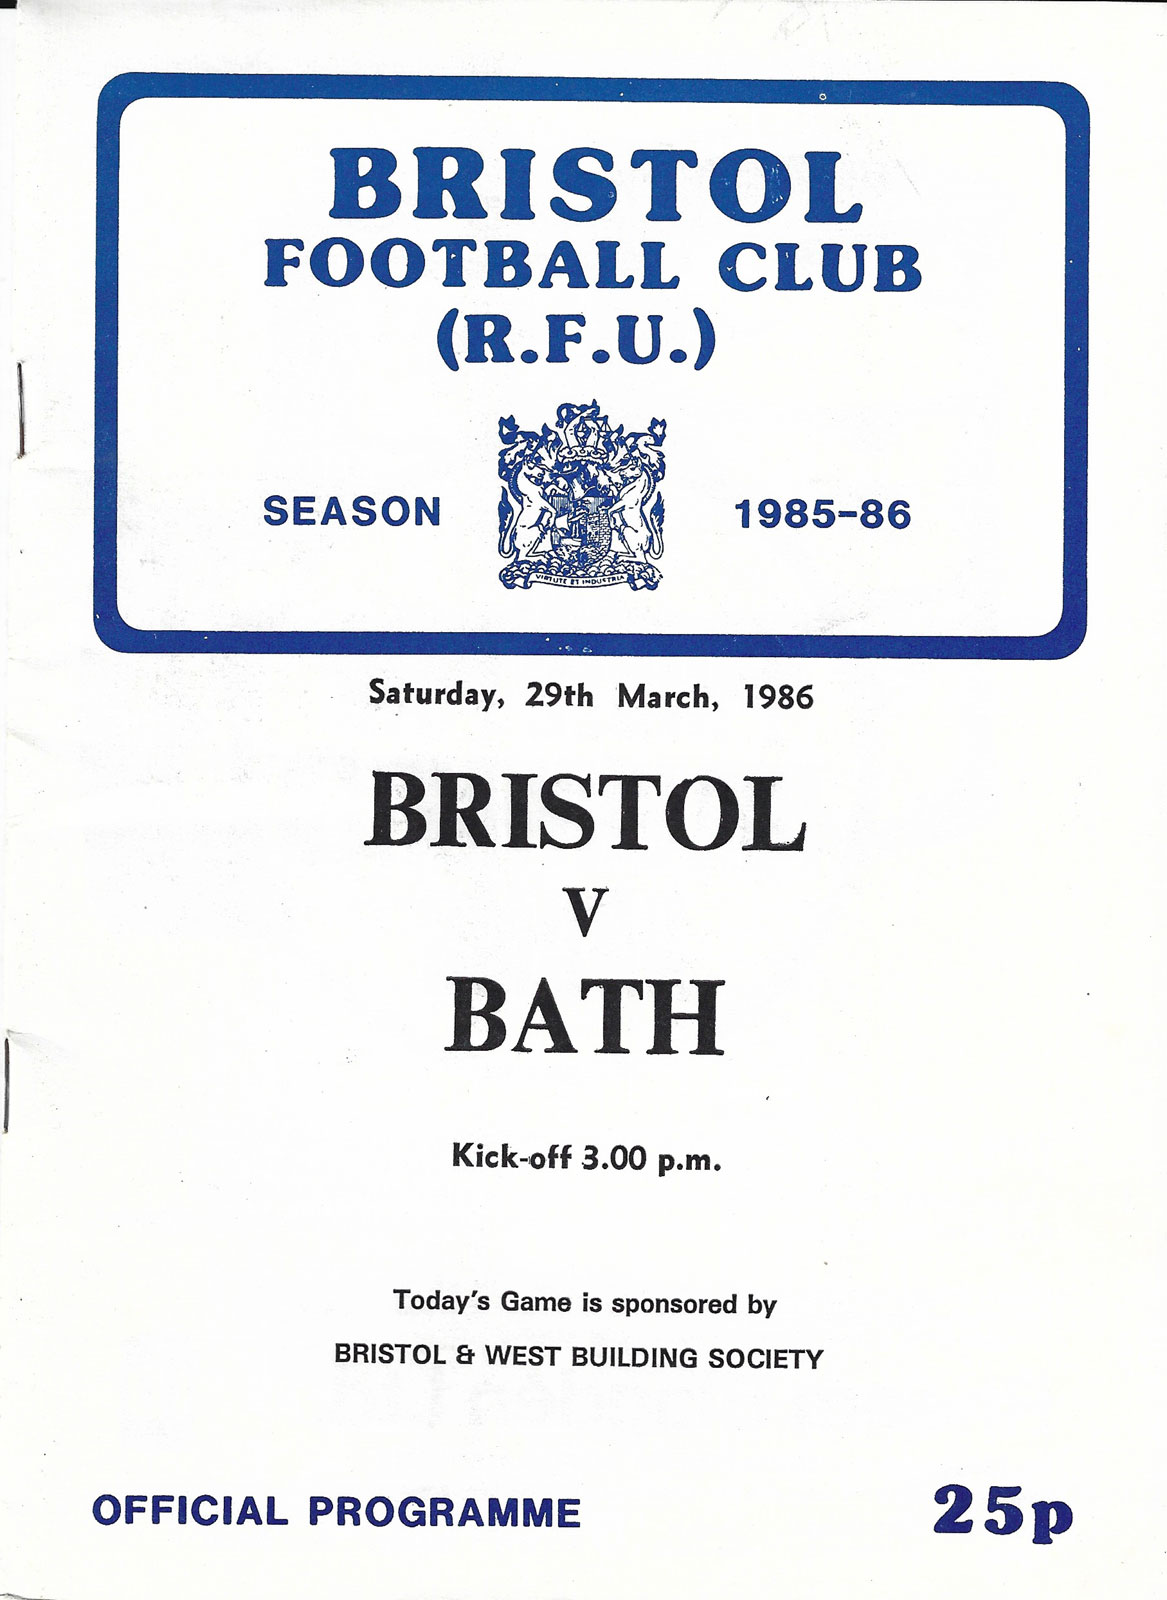 BRISTOL
FOOTBALL CLUB
(R.F.U.)
SEASON 1985-86
VIRTUTE ET INDUSTRIA
Saturday, 29th March, 1986
BRISTOL
V
BATH
Kick-off 3.00 p.m.
Today's Game is sponsored by
BRISTOL & WEST BUILDING SOCIETY
OFFICIAL PROGRAMME 25p